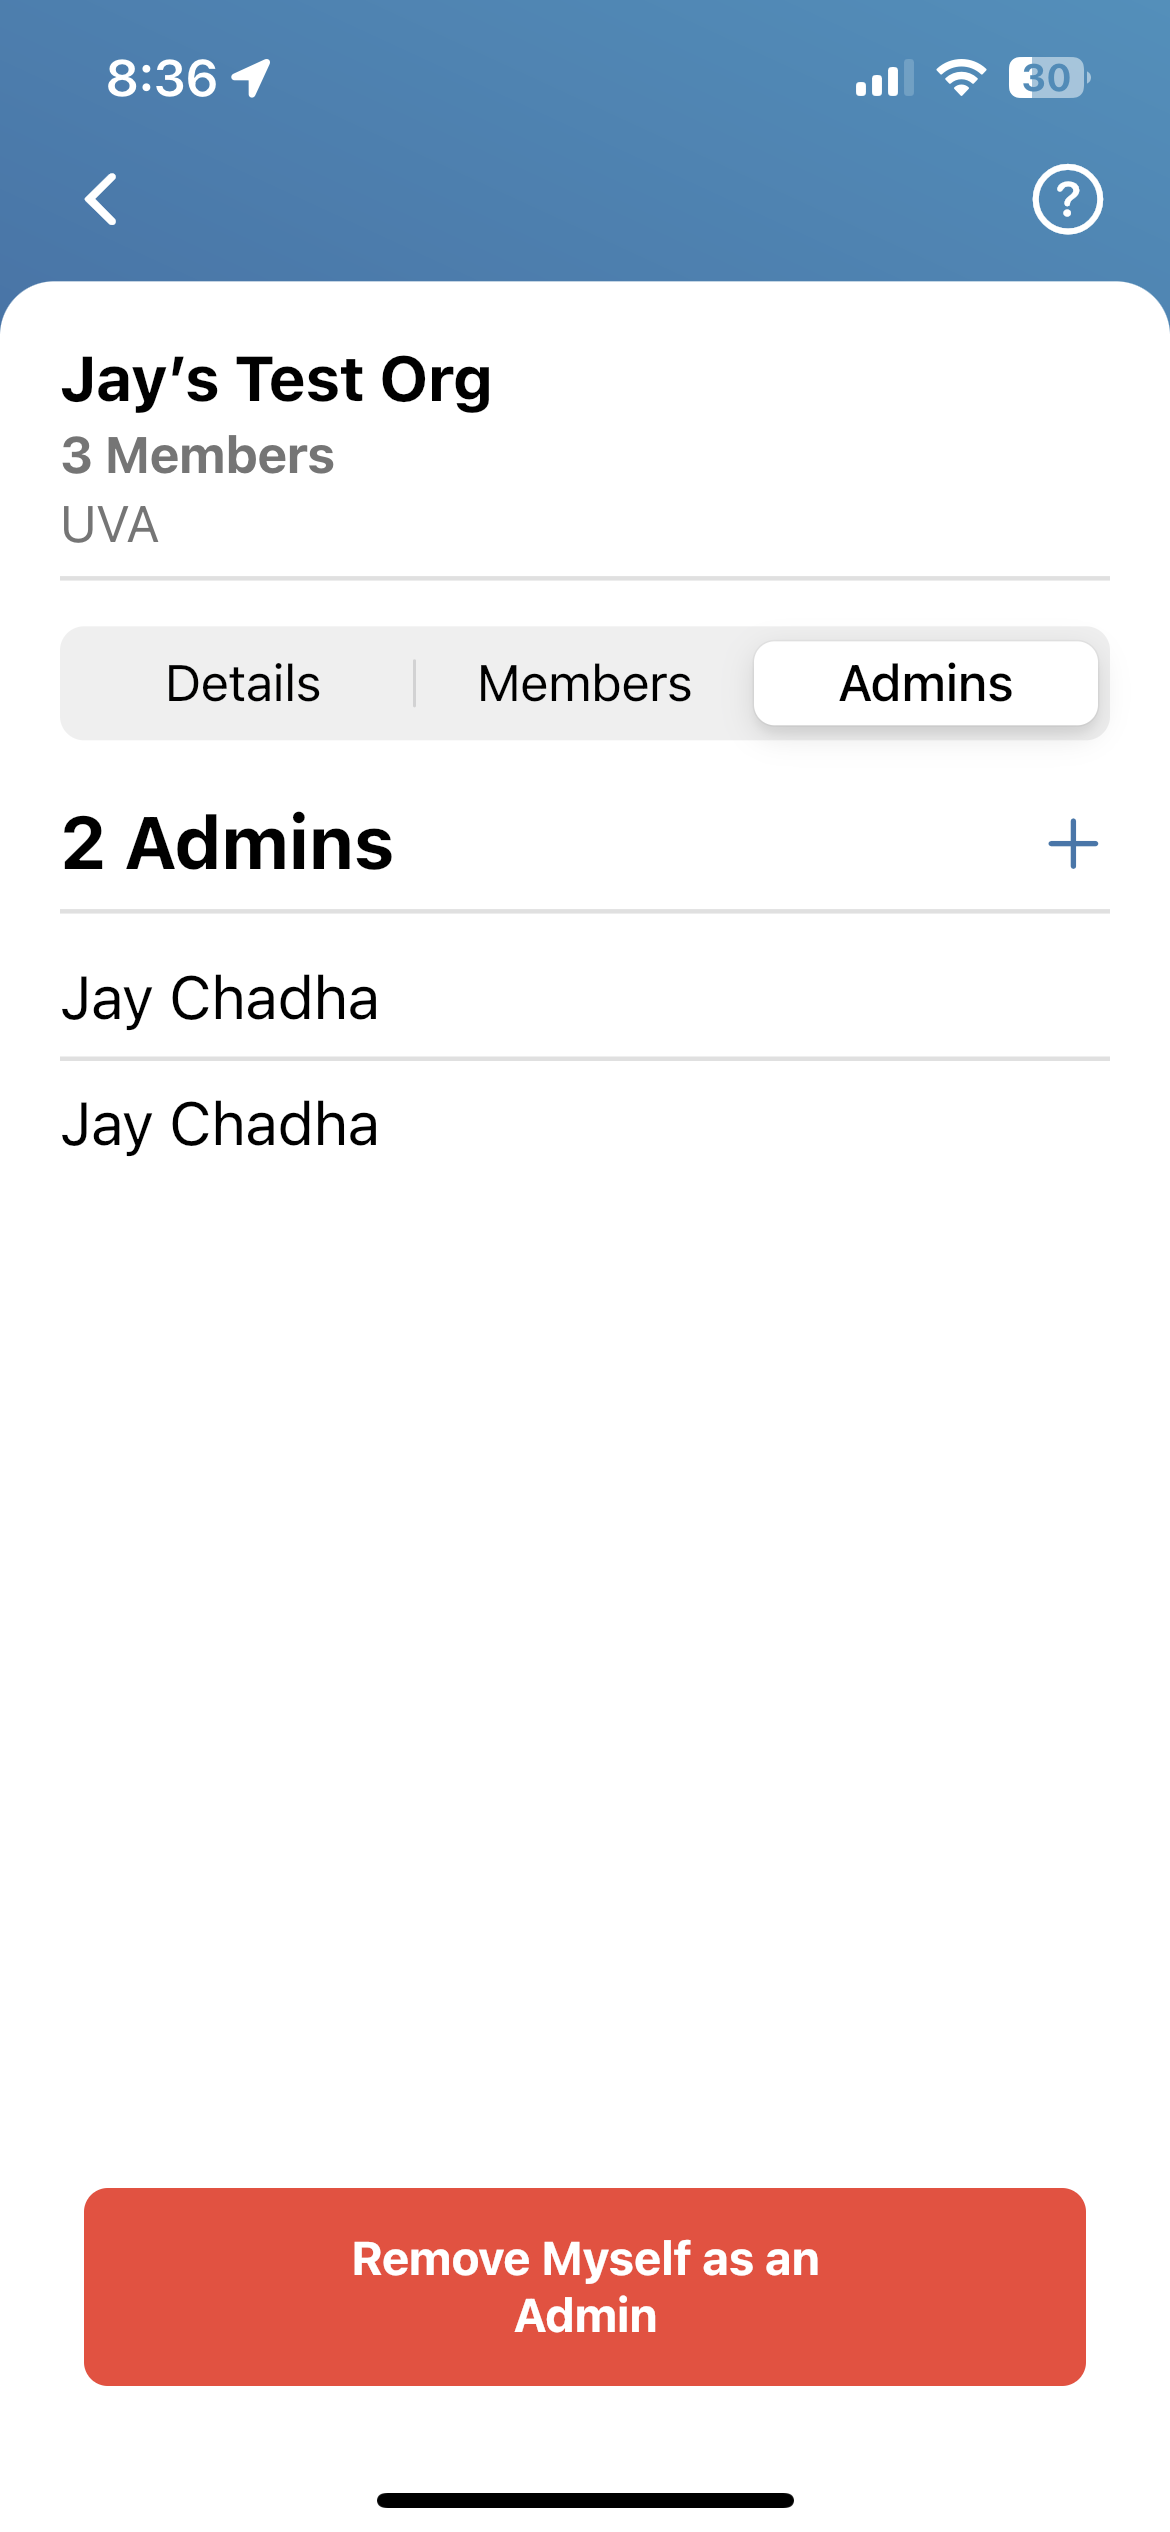 8:36
30
?
Jay’s Test Org
3 Members
UVA
Details Members Admins
2 Admins
Jay Chadha
Jay Chadha
Remove Myself as an
Admin